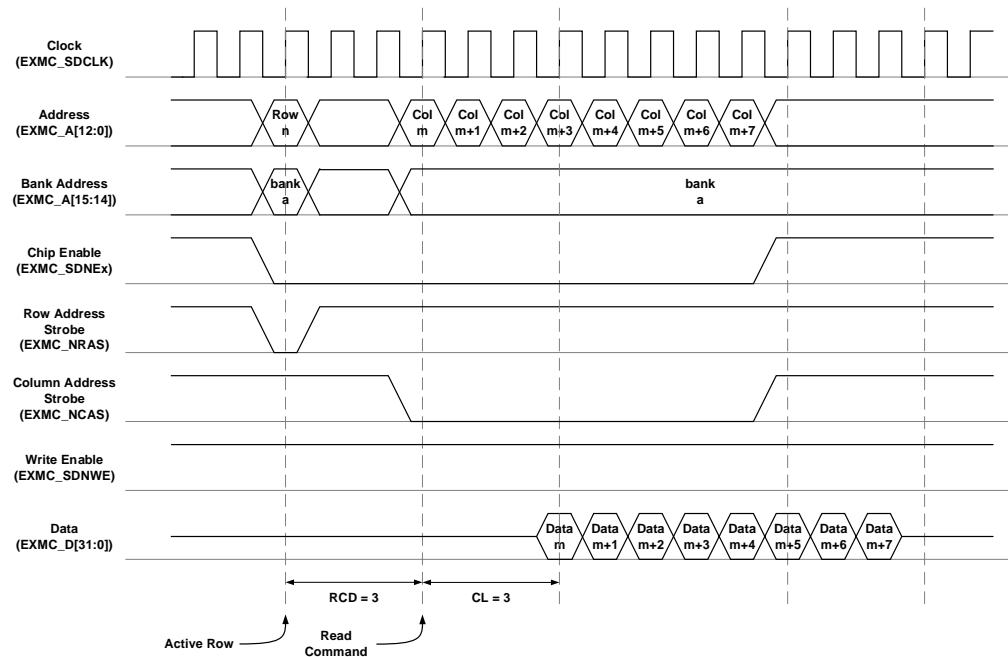 Clock
(EXMC_SDCLK)
Address
(EXMC_A[12:0])
Row
n
Col
m
Col
m+1
Col
m+2
Col
m+3
Col
m+4
Col
m+5
Col
m+6
Col
m+7
Bank Address
(EXMC_A[15:14])
bank
a
bank
a
Chip Enable
(EXMC_SDNEx)
Row Address
Strobe
(EXMC_NRAS)
Column Address
Strobe
(EXMC_NCAS)
Write Enable
(EXMC_SDNWE)
Data
(EXMC_D[31:0])
Data
m
Data
m+1
Data
m+2
Data
m+3
Data
m+4
Data
m+5
Data
m+6
Data
m+7
RCD = 3
CL = 3
Active Row
Read
Command